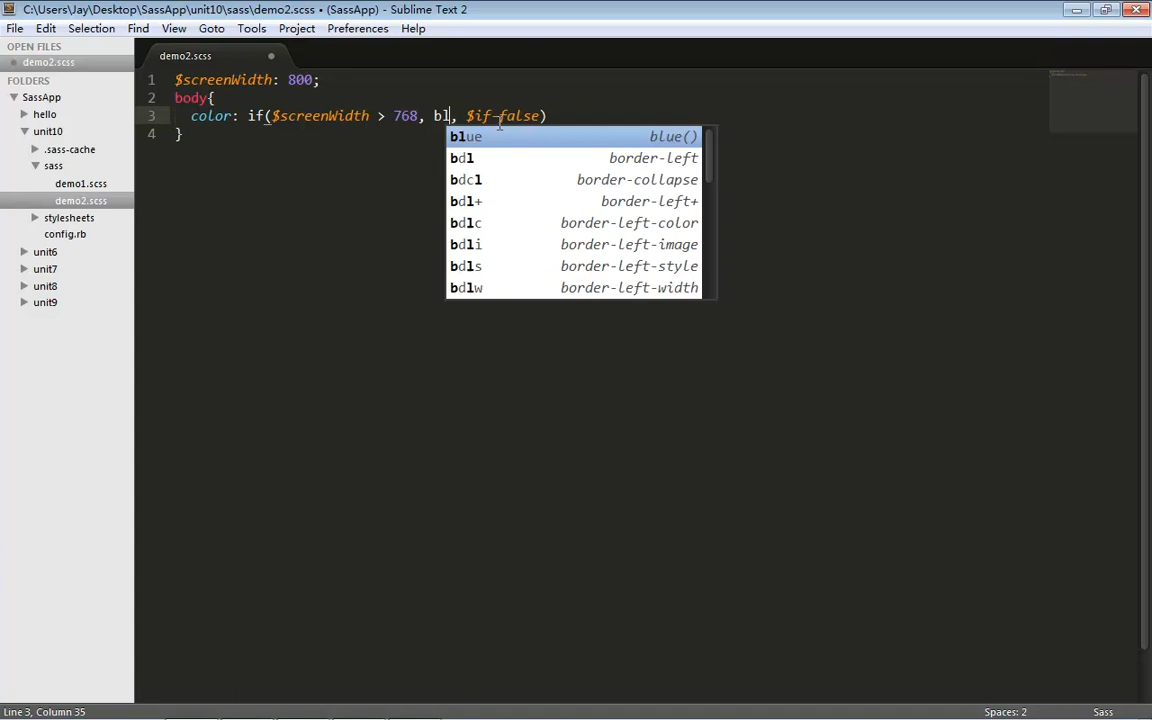 C:\Users\Jay\Desktop\SassApp\unit10\sass\demo2.scss • (SassApp) - Sublime Text 2
File Edit Selection Find View Goto Tools Project Preferences Help
OPEN FILES
demo2.scss
FOLDERS
SassApp
hello
unit10
.sass-cache
sass
demo1.scss
demo2.scss
stylesheets
config.rb
unit6
unit7
unit8
unit9
demo2.scss
1 $screenWidth: 800;
2 body{
3 color: if($screenWidth > 768, bl, $if-false)
4 }
blue blue()
bdl border-left
bdcl border-collapse
bdl+ border-left+
bdlc border-left-color
bdli border-left-image
bdls border-left-style
bdlw border-left-width
Line 3, Column 35 Spaces: 2 Sass